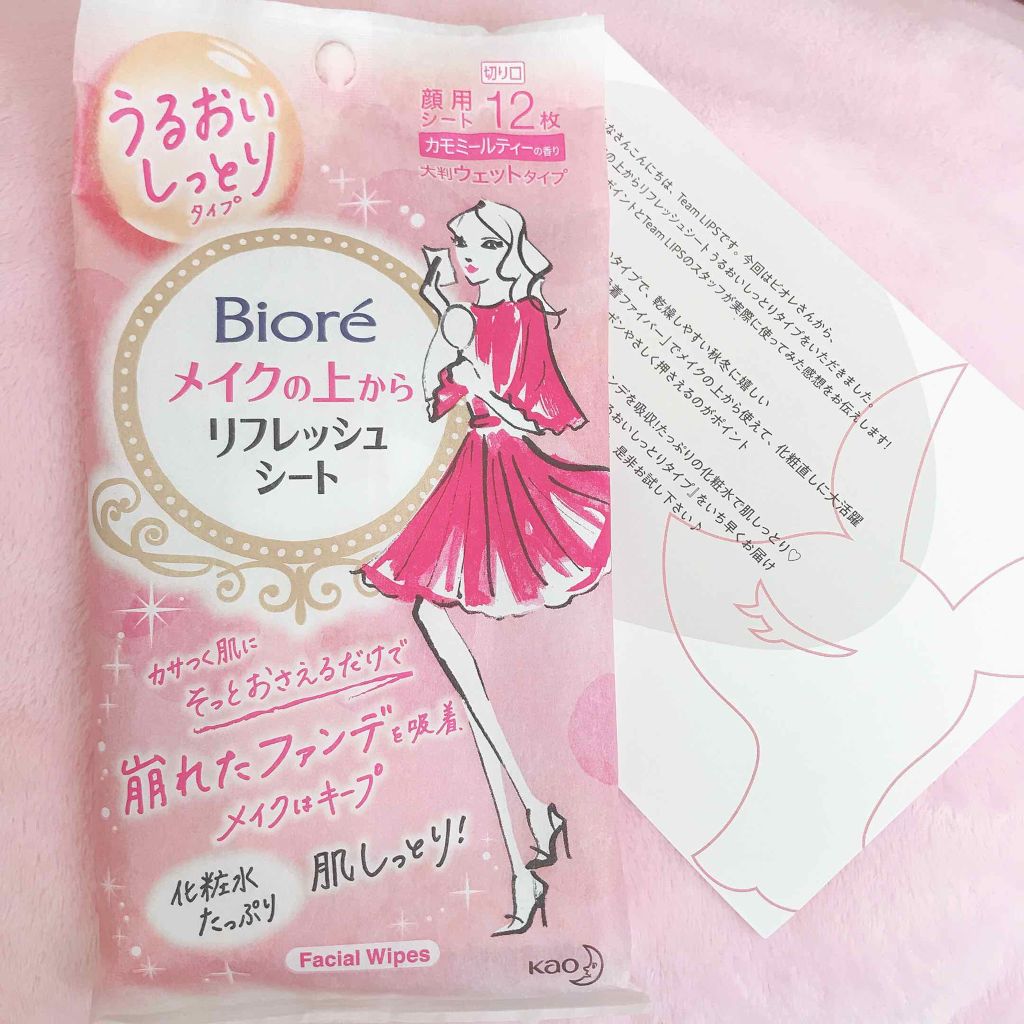 うるおい
しっとり
タイプ
切り口
顔用
シート
12枚
カモミールティーの香り
大判ウェットタイプ
Bioré
メイクの上から
リフレッシュ
シート
カサつく肌に
そっとおさえるだけで
崩れたファンデを吸着、
メイクはキープ
化粧水
たっぷり
肌しっとり!
Facial Wipes
Kao
なさんこんにちは、Team LIPSです。今回はビオレさんから、
の上からリフレッシュシート うるおいしっとりタイプをいただきました。
ポイントとTeam LIPSのスタッフが実際に使ってみた感想をお伝えします!
タイプで、乾燥しやすい秋冬に嬉しい
着ファイバー」でメイクの上から使えて、化粧直しに大活躍
ポンやさしく押さえるのがポイント
ンデを吸収!たっぷりの化粧水で肌しっとり♡
るおいしっとりタイプ』をいち早くお届け
是非お試し下さい♪